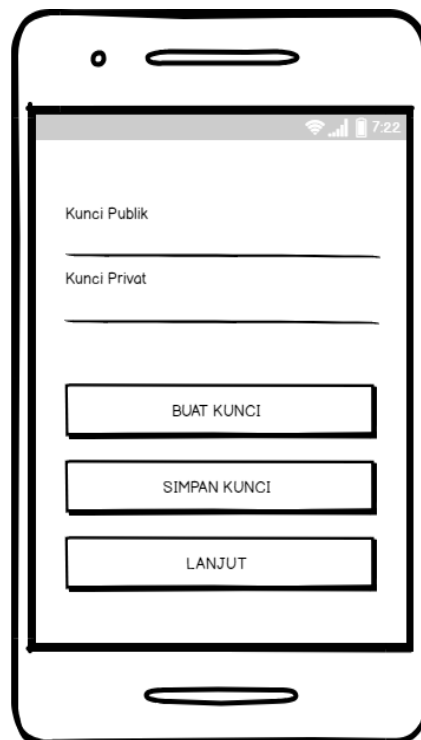 7:22
Kunci Publik
Kunci Privat
BUAT KUNCI
SIMPAN KUNCI
LANJUT